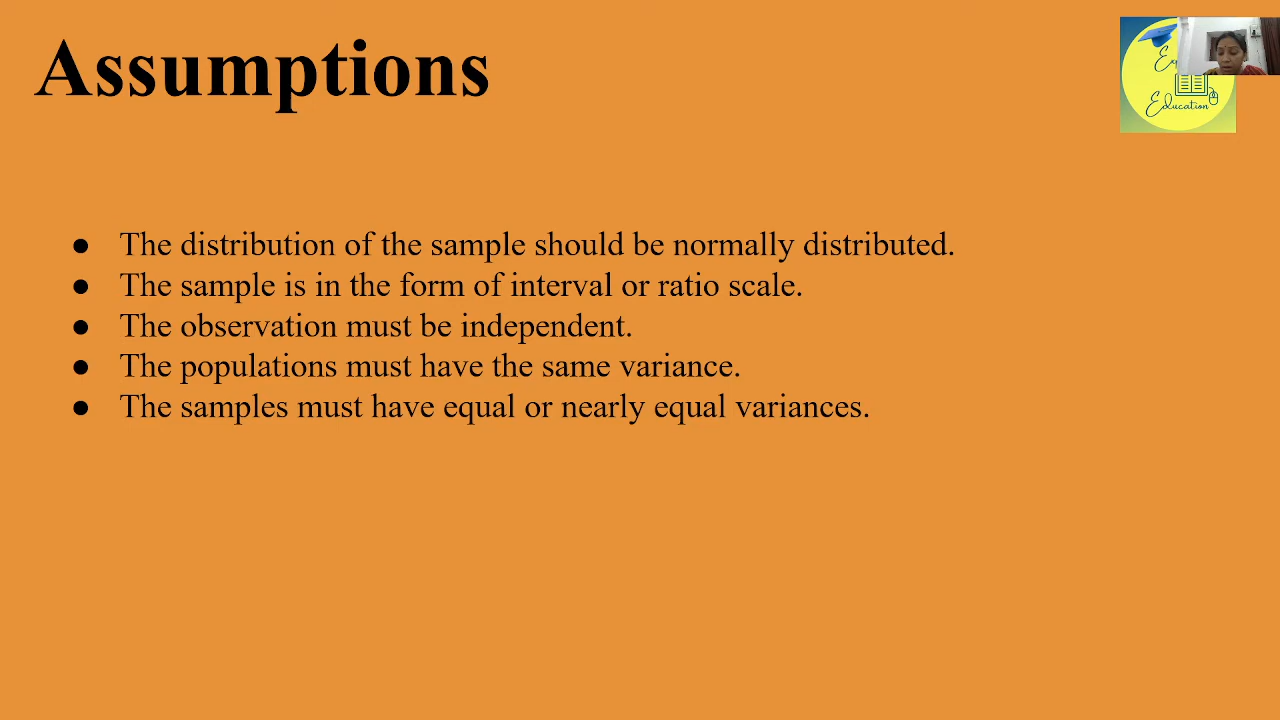 Assumptions
● The distribution of the sample should be normally distributed.
● The sample is in the form of interval or ratio scale.
● The observation must be independent.
● The populations must have the same variance.
● The samples must have equal or nearly equal variances.
Education